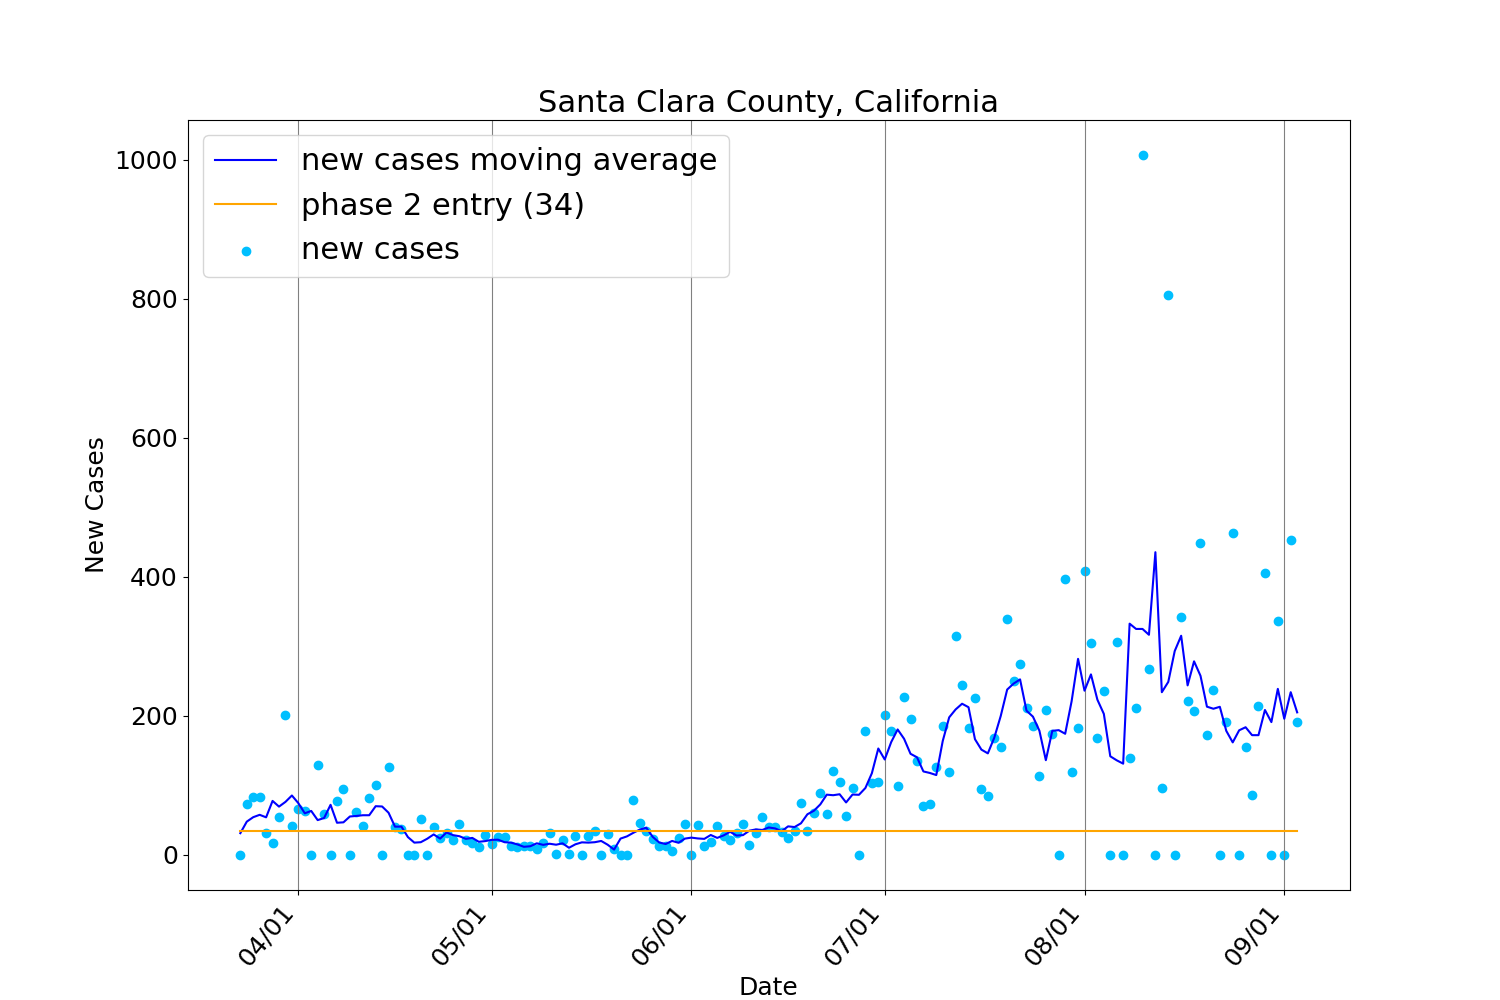 Santa Clara County, California
new cases moving average
phase 2 entry (34)
new cases
1000
800
600
400
200
0
New Cases
04/01
05/01
06/01
07/01
08/01
09/01
Date